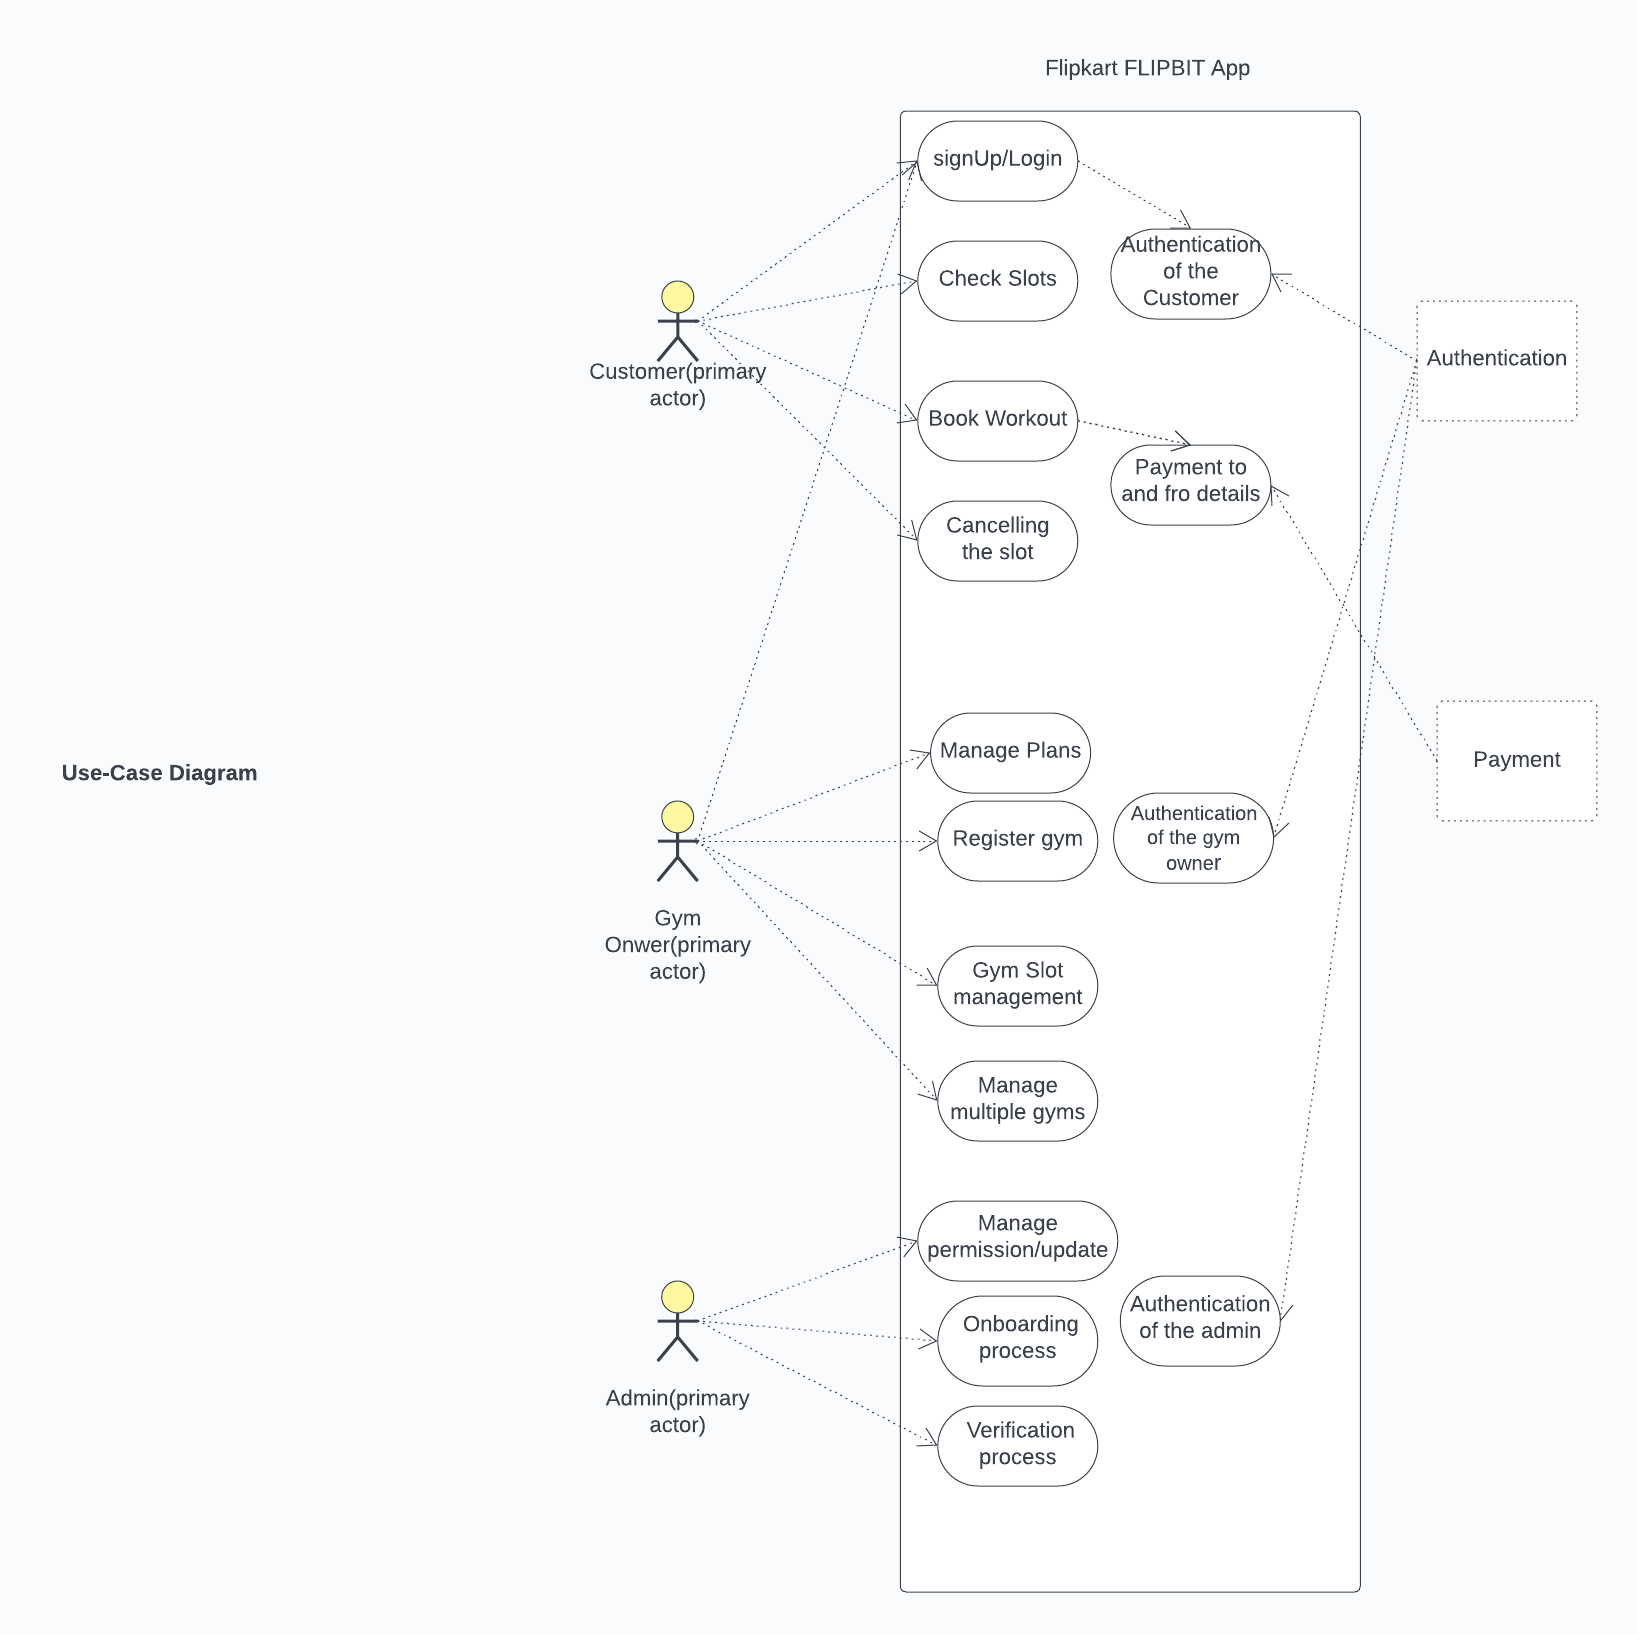 Flipkart FLIPBIT App
signUp/Login
Authentication
of the
Customer
Check Slots
Customer(primary
actor)
Authentication
Book Workout
Payment to
and fro details
Cancelling
the slot
Use-Case Diagram
Manage Plans
Payment
Register gym
Authentication
of the gym
owner
Gym
Onwer(primary
actor)
Gym Slot
management
Manage
multiple gyms
Manage
permission/update
Onboarding
process
Authentication
of the admin
Admin(primary
actor)
Verification
process